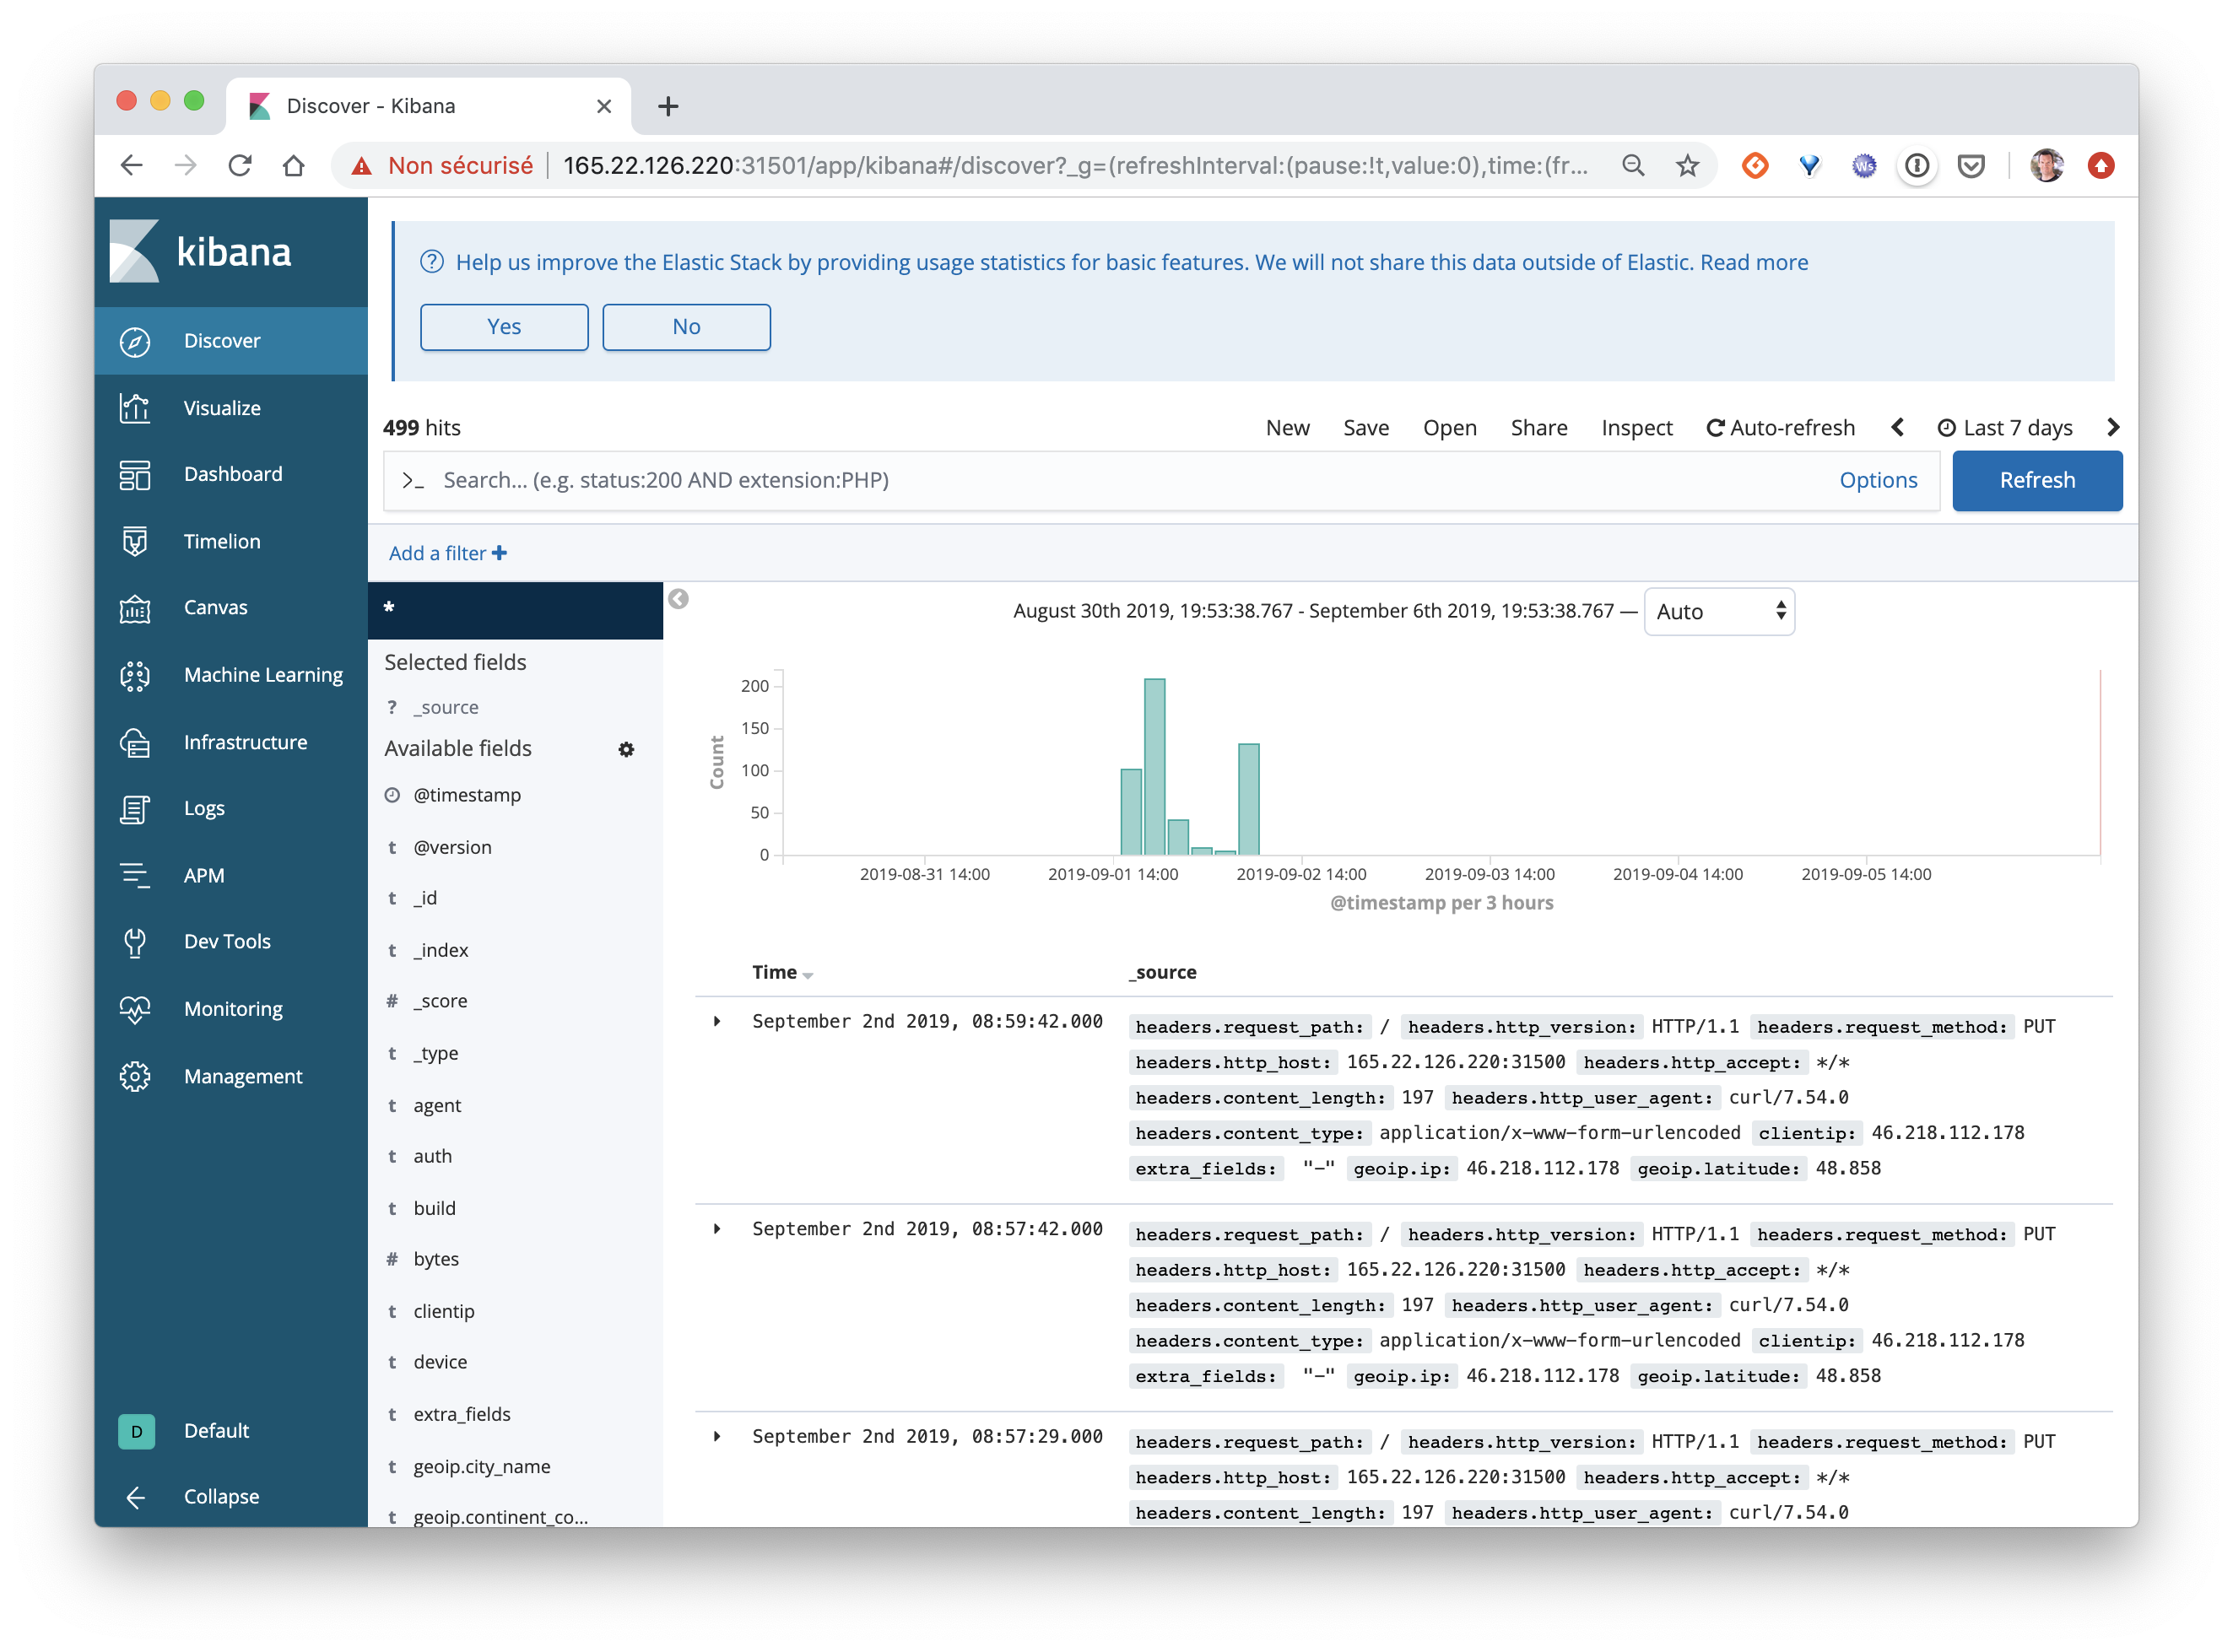 Discover - Kibana
Non sécurisé 165.22.126.220:31501/app/kibana#/discover?_g=(refreshInterval:(pause:!t,value:0),time:(fr...
kibana
Discover
Visualize
Dashboard
Timelion
Canvas
Machine Learning
Infrastructure
Logs
APM
Dev Tools
Monitoring
Management
D Default
Collapse
Help us improve the Elastic Stack by providing usage statistics for basic features. We will not share this data outside of Elastic. Read more
Yes No
499 hits New Save Open Share Inspect Auto-refresh Last 7 days
>_ Search... (e.g. status:200 AND extension:PHP) Options Refresh
Add a filter +
*
Selected fields
? _source
Available fields
@timestamp
t @version
t _id
t _index
# _score
t _type
t agent
t auth
t build
# bytes
t clientip
t device
t extra_fields
t geoip.city_name
t geoip.continent_co...
August 30th 2019, 19:53:38.767 - September 6th 2019, 19:53:38.767 — Auto
Count
200
150
100
50
0
2019-08-31 14:00 2019-09-01 14:00 2019-09-02 14:00 2019-09-03 14:00 2019-09-04 14:00 2019-09-05 14:00
@timestamp per 3 hours
Time _source
September 2nd 2019, 08:59:42.000 headers.request_path: / headers.http_version: HTTP/1.1 headers.request_method: PUT
headers.http_host: 165.22.126.220:31500 headers.http_accept: */*
headers.content_length: 197 headers.http_user_agent: curl/7.54.0
headers.content_type: application/x-www-form-urlencoded clientip: 46.218.112.178
extra_fields: "-" geoip.ip: 46.218.112.178 geoip.latitude: 48.858
September 2nd 2019, 08:57:42.000 headers.request_path: / headers.http_version: HTTP/1.1 headers.request_method: PUT
headers.http_host: 165.22.126.220:31500 headers.http_accept: */*
headers.content_length: 197 headers.http_user_agent: curl/7.54.0
headers.content_type: application/x-www-form-urlencoded clientip: 46.218.112.178
extra_fields: "-" geoip.ip: 46.218.112.178 geoip.latitude: 48.858
September 2nd 2019, 08:57:29.000 headers.request_path: / headers.http_version: HTTP/1.1 headers.request_method: PUT
headers.http_host: 165.22.126.220:31500 headers.http_accept: */*
headers.content_length: 197 headers.http_user_agent: curl/7.54.0